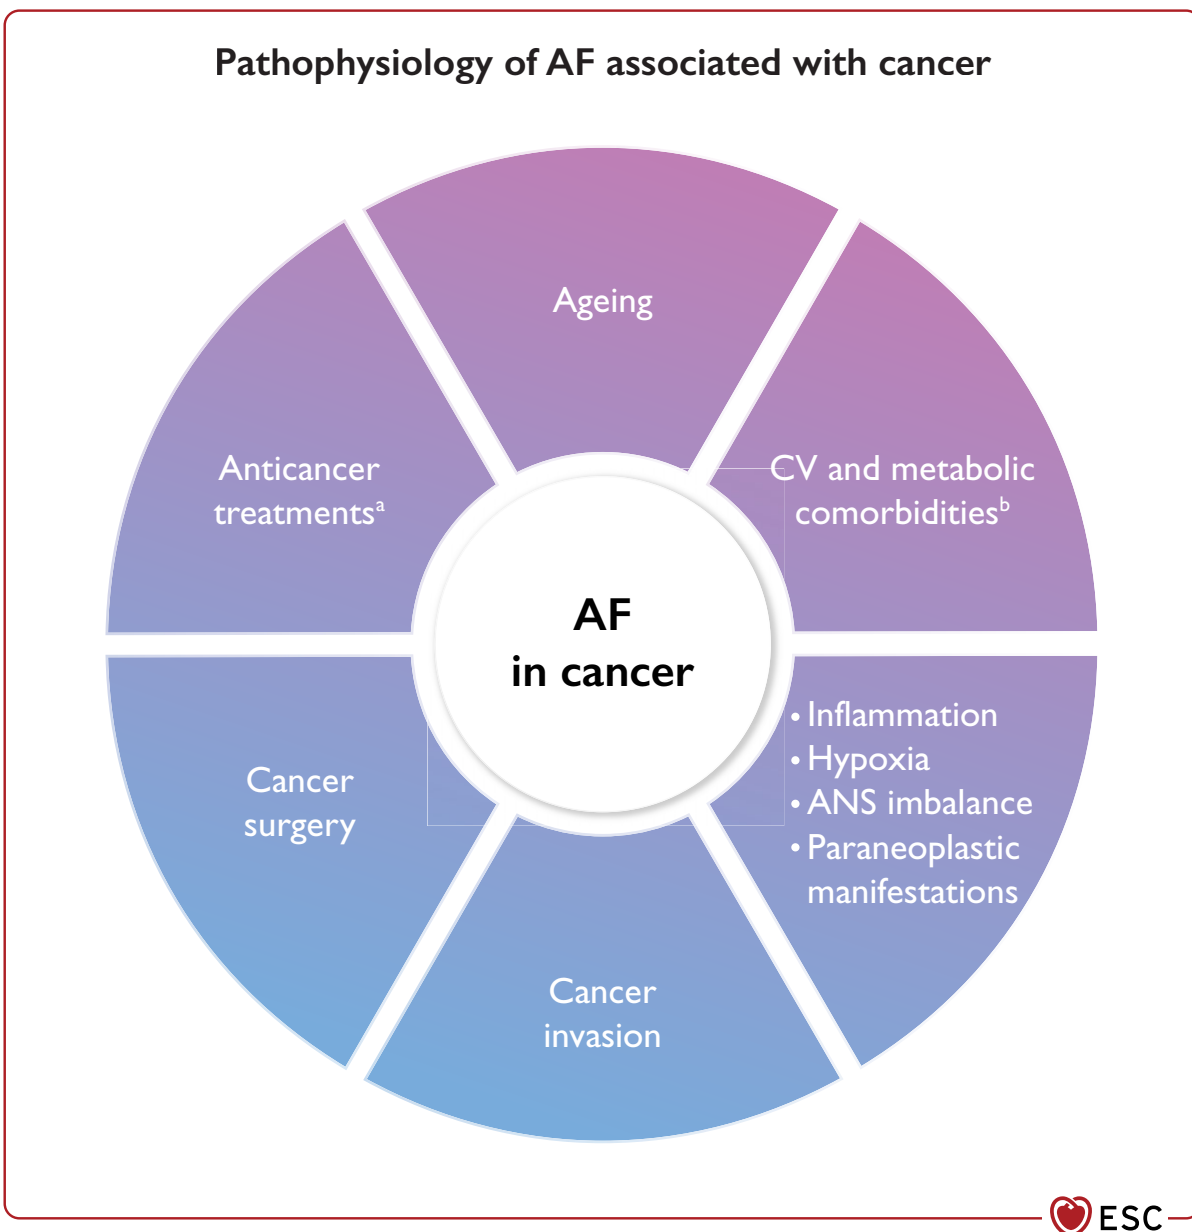 Pathophysiology of AF associated with cancer
Ageing
Anticancer
treatmentsᵃ
CV and metabolic
comorbiditiesᵇ
AF
in cancer
• Inflammation
• Hypoxia
• ANS imbalance
• Paraneoplastic
manifestations
Cancer
surgery
Cancer
invasion
ESC